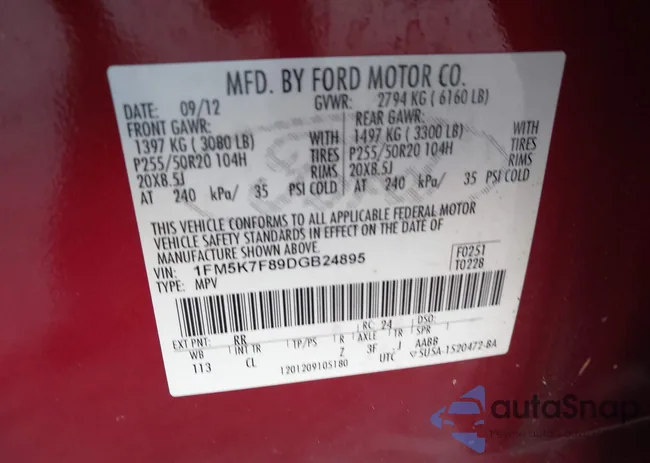 MFD. BY FORD MOTOR CO.
DATE: 09/12 GVWR: 2794 KG ( 6160 LB)
FRONT GAWR: REAR GAWR:
1397 KG ( 3080 LB) WITH 1497 KG ( 3300 LB) WITH
P255/50R20 104H TIRES P255/50R20 104H TIRES
20X8.5J RIMS 20X8.5J RIMS
AT 240 kPa/ 35 PSI COLD AT 240 kPa/ 35 PSI COLD
THIS VEHICLE CONFORMS TO ALL APPLICABLE FEDERAL MOTOR
VEHICLE SAFETY STANDARDS IN EFFECT ON THE DATE OF
MANUFACTURE SHOWN ABOVE.
VIN: 1FM5K7F89DGB24895 F0251
TYPE: MPV T0228
EXT PNT: RR RC: 24 DSO:
WB INT TR TP/PS R AXLE TR SPR
113 CL Z 3F J AABB
1201209105180 UTC SUSA-1520472-BA
autoSnap